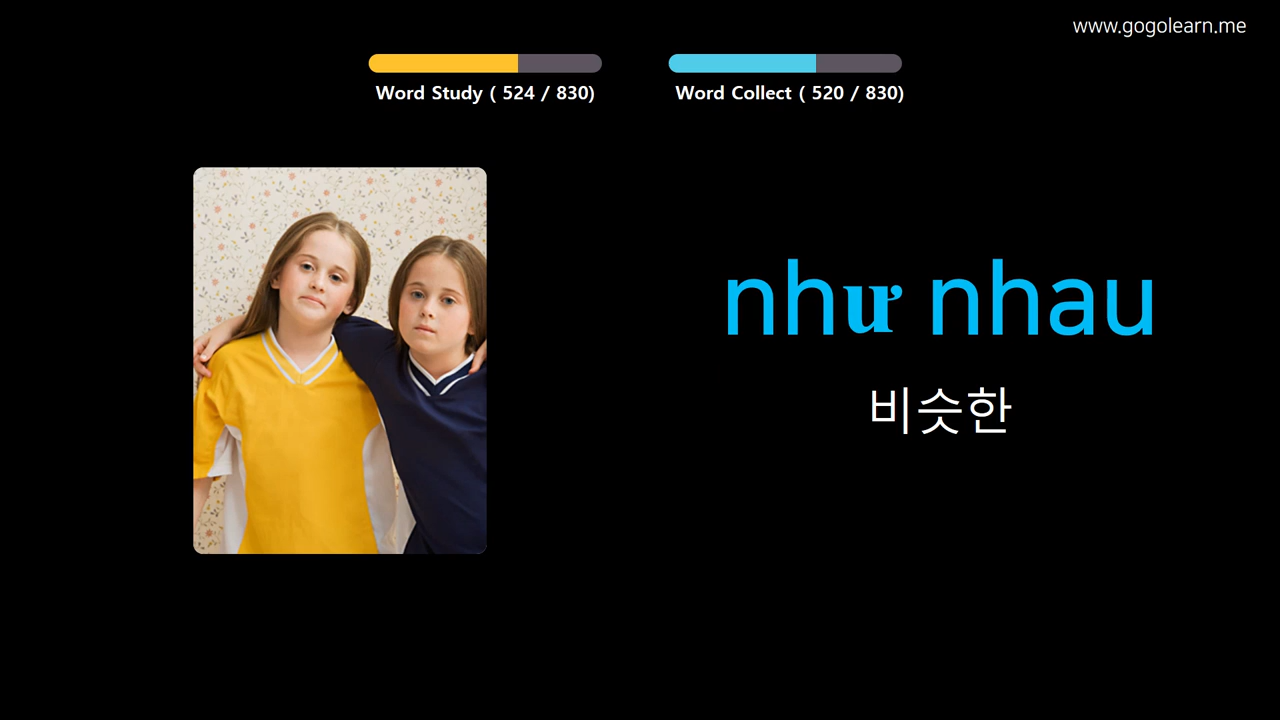 www.gogolearn.me
Word Study ( 524 / 830)
Word Collect ( 520 / 830)
như nhau
비슷한